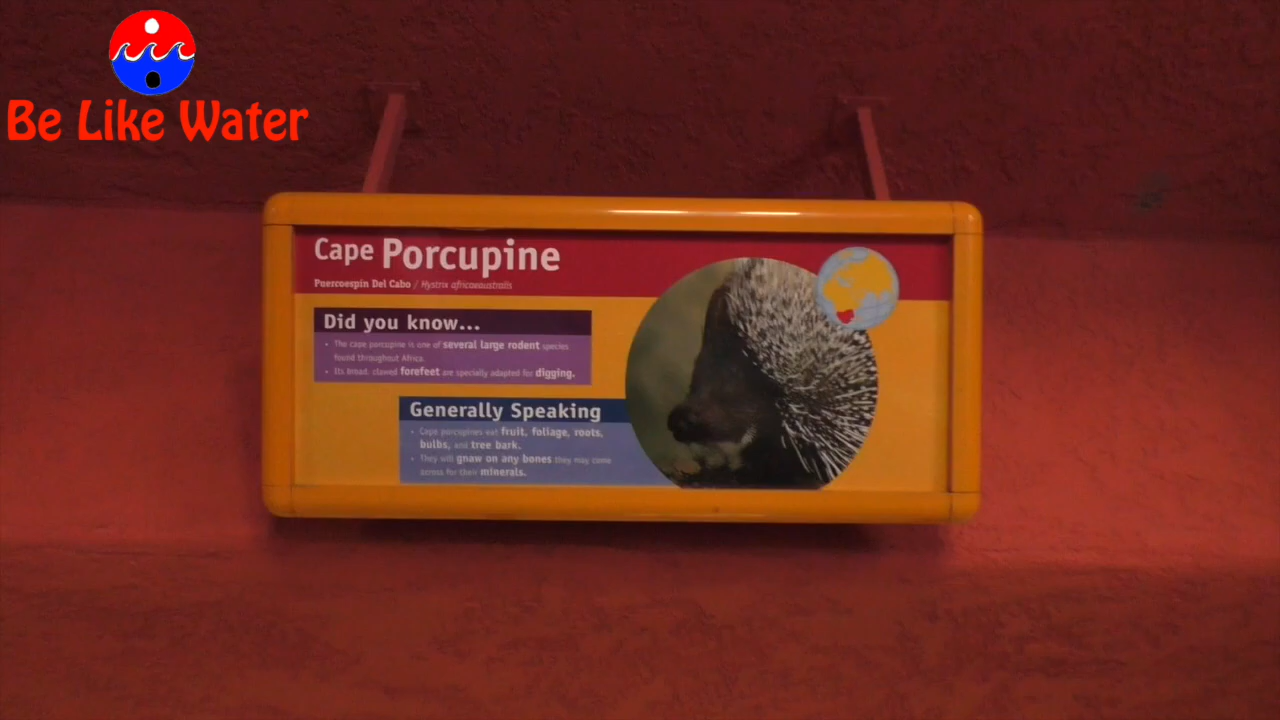 Be Like Water
Cape Porcupine
Puercoespin Del Cabo / Hystrix africaeaustralis
Did you know...
• The cape porcupine is one of several large rodent species
found throughout Africa.
• Its broad, clawed forefeet are specially adapted for digging.
Generally Speaking
• Cape porcupines eat fruit, foliage, roots,
bulbs, and tree bark.
• They will gnaw on any bones they may come
across for their minerals.